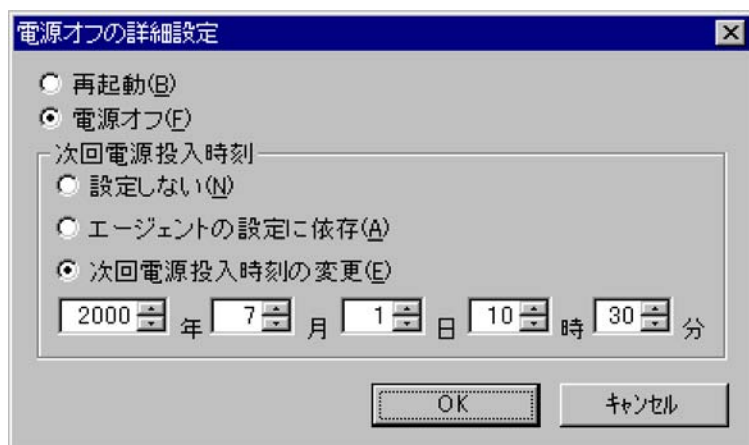 電源オフの詳細設定
再起動(B)
電源オフ(F)
次回電源投入時刻
設定しない(N)
エージェントの設定に依存(A)
次回電源投入時刻の変更(E)
2000 年 7 月 1 日 10 時 30 分
OK キャンセル